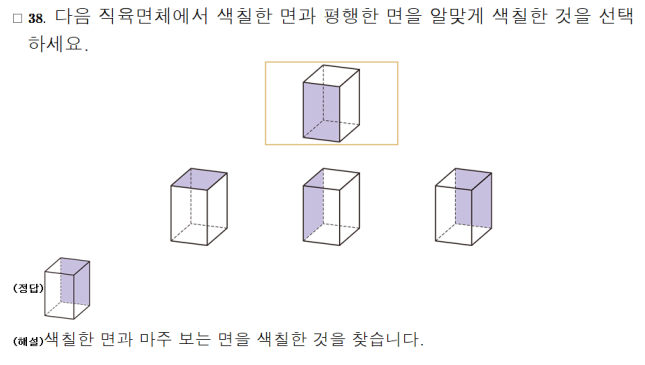 □ 38. 다음 직육면체에서 색칠한 면과 평행한 면을 알맞게 색칠한 것을 선택
하세요.
(정답)
(해설)색칠한 면과 마주 보는 면을 색칠한 것을 찾습니다.